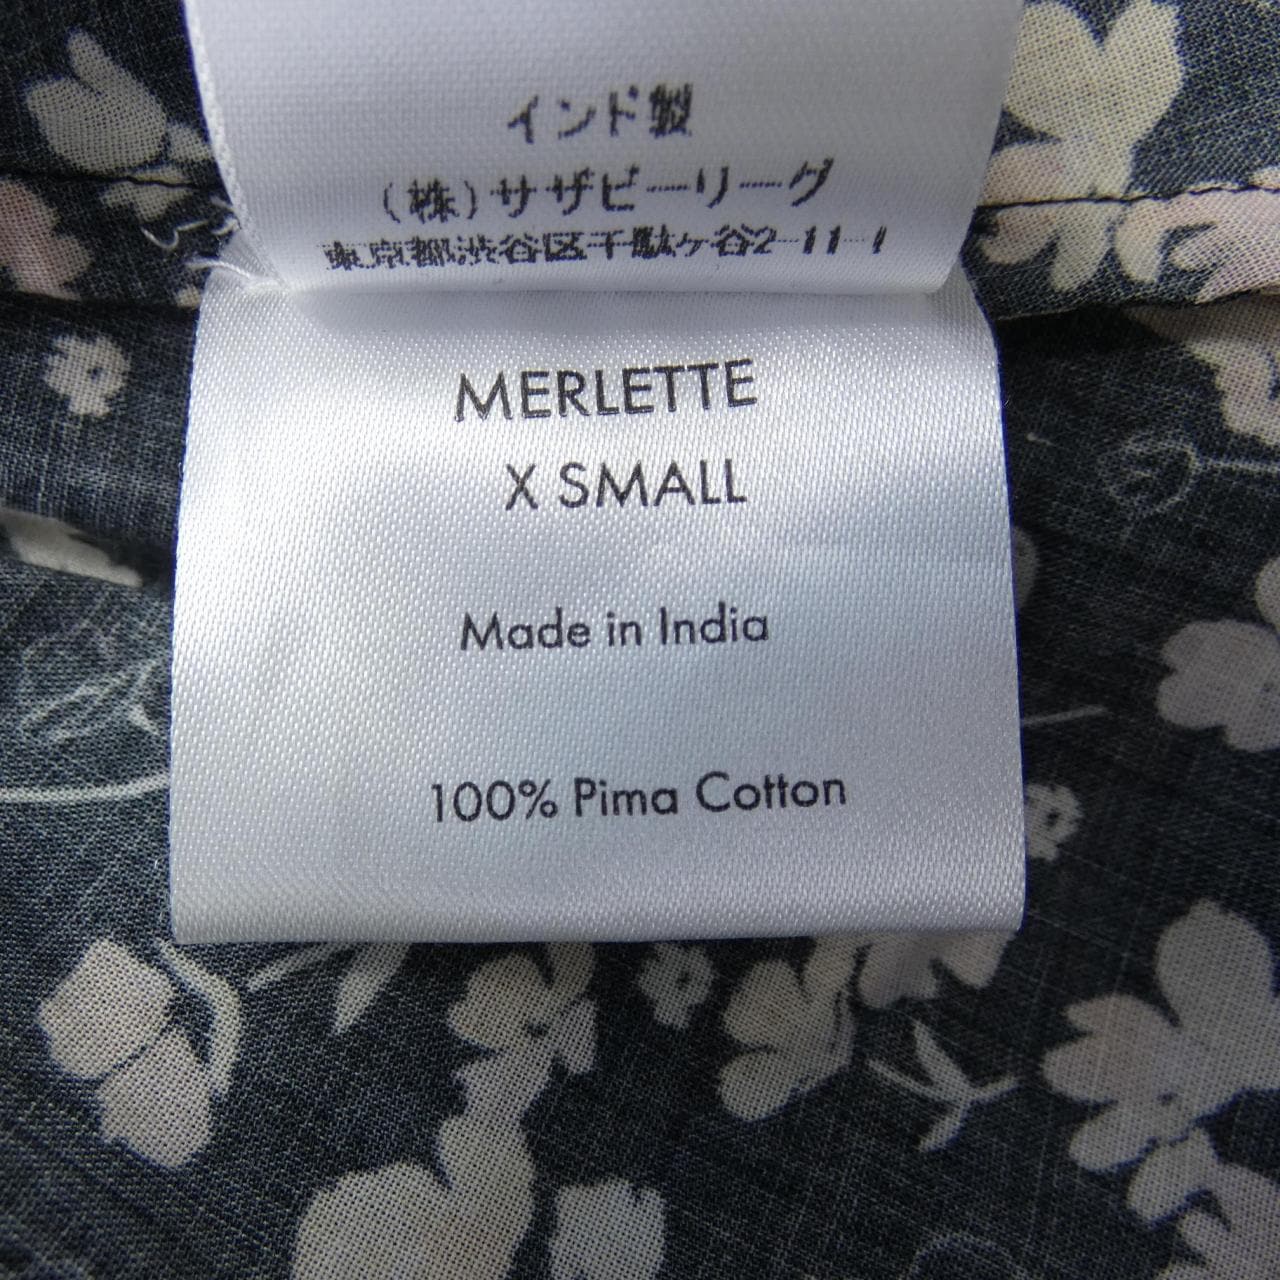 インド製
(株)サザビーリーグ
東京都渋谷区千駄ヶ谷2-11-1
MERLETTE
X SMALL
Made in India
100% Pima Cotton